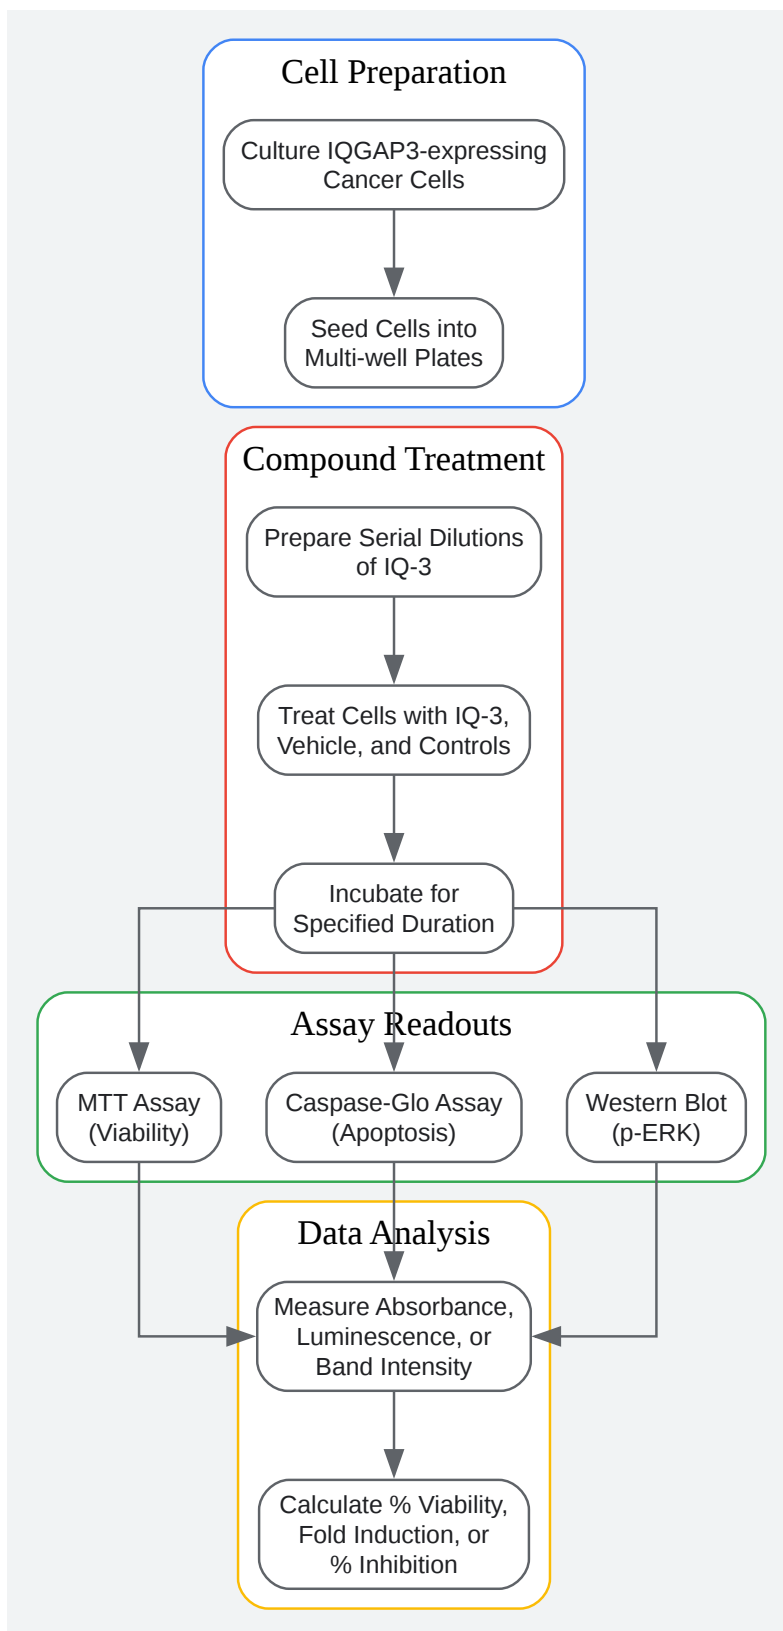 Cell Preparation
Culture IQGAP3-expressing
Cancer Cells
Seed Cells into
Multi-well Plates
Compound Treatment
Prepare Serial Dilutions
of IQ-3
Treat Cells with IQ-3,
Vehicle, and Controls
Incubate for
Specified Duration
Assay Readouts
MTT Assay
(Viability)
Caspase-Glo Assay
(Apoptosis)
Western Blot
(p-ERK)
Data Analysis
Measure Absorbance,
Luminescence, or
Band Intensity
Calculate % Viability,
Fold Induction, or
% Inhibition